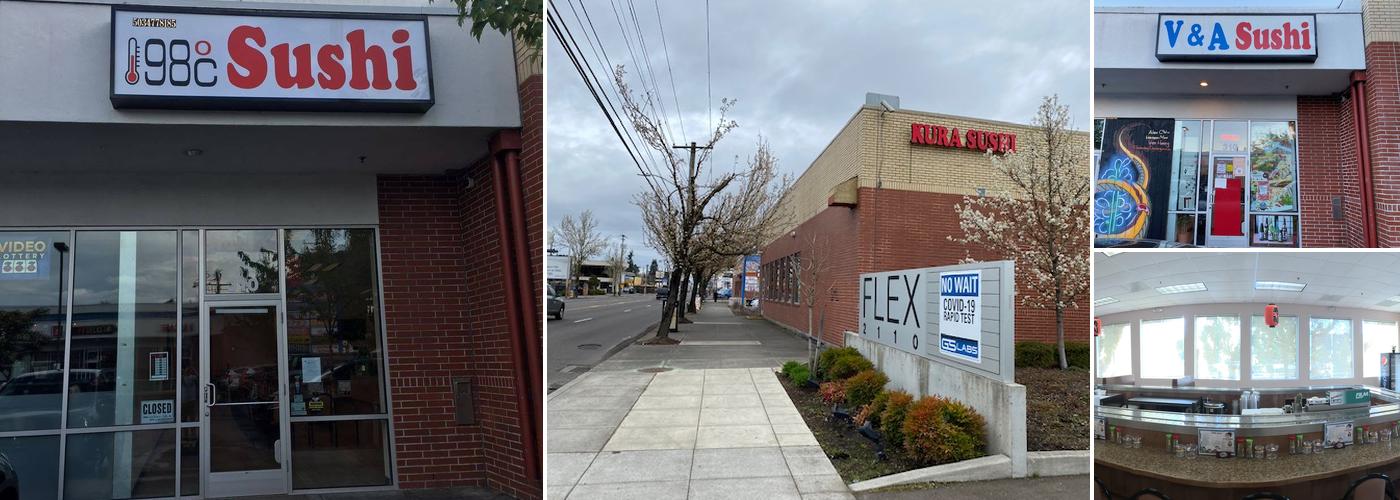 5034778185
98°C Sushi
VIDEO
LOTTERY
CLOSED
KURA SUSHI
FLEX
2110
NO WAIT
COVID-19
RAPID TEST
GS LABS
V & A Sushi